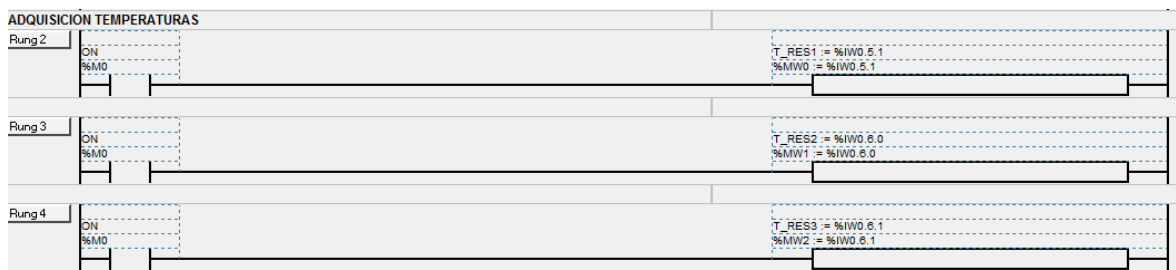 ADQUISICION TEMPERATURAS
Rung 2
ON
%M0
T_RES1 := %IW0.5.1
%MW0 := %IW0.5.1
Rung 3
ON
%M0
T_RES2 := %IW0.6.0
%MW1 := %IW0.6.0
Rung 4
ON
%M0
T_RES3 := %IW0.6.1
%MW2 := %IW0.6.1